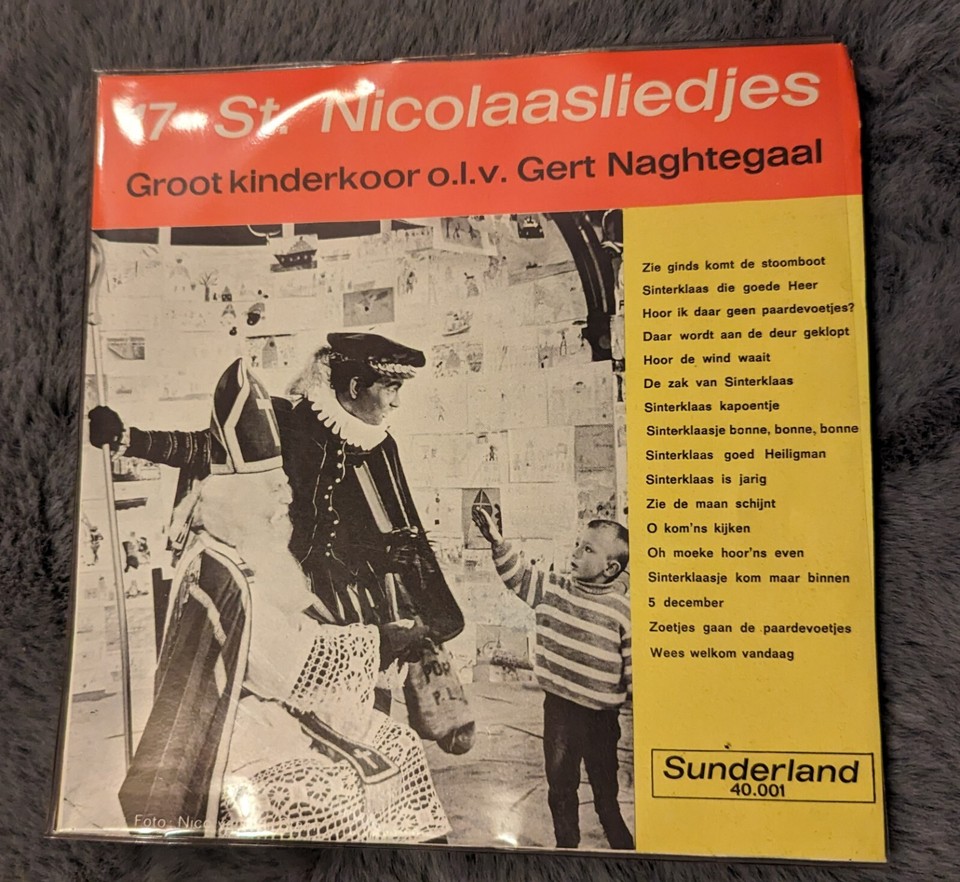 17 St. Nicolaasliedjes
Groot kinderkoor o.l.v. Gert Naghtegaal
Zie ginds komt de stoomboot
Sinterklaas die goede Heer
Hoor ik daar geen paardevoetjes?
Daar wordt aan de deur geklopt
Hoor de wind waait
De zak van Sinterklaas
Sinterklaas kapoentje
Sinterklaasje bonne, bonne, bonne
Sinterklaas goed Heiligman
Sinterklaas is jarig
Zie de maan schijnt
O kom'ns kijken
Oh moeke hoor'ns even
Sinterklaasje kom maar binnen
5 december
Zoetjes gaan de paardevoetjes
Wees welkom vandaag
Sunderland
40.001
Foto: